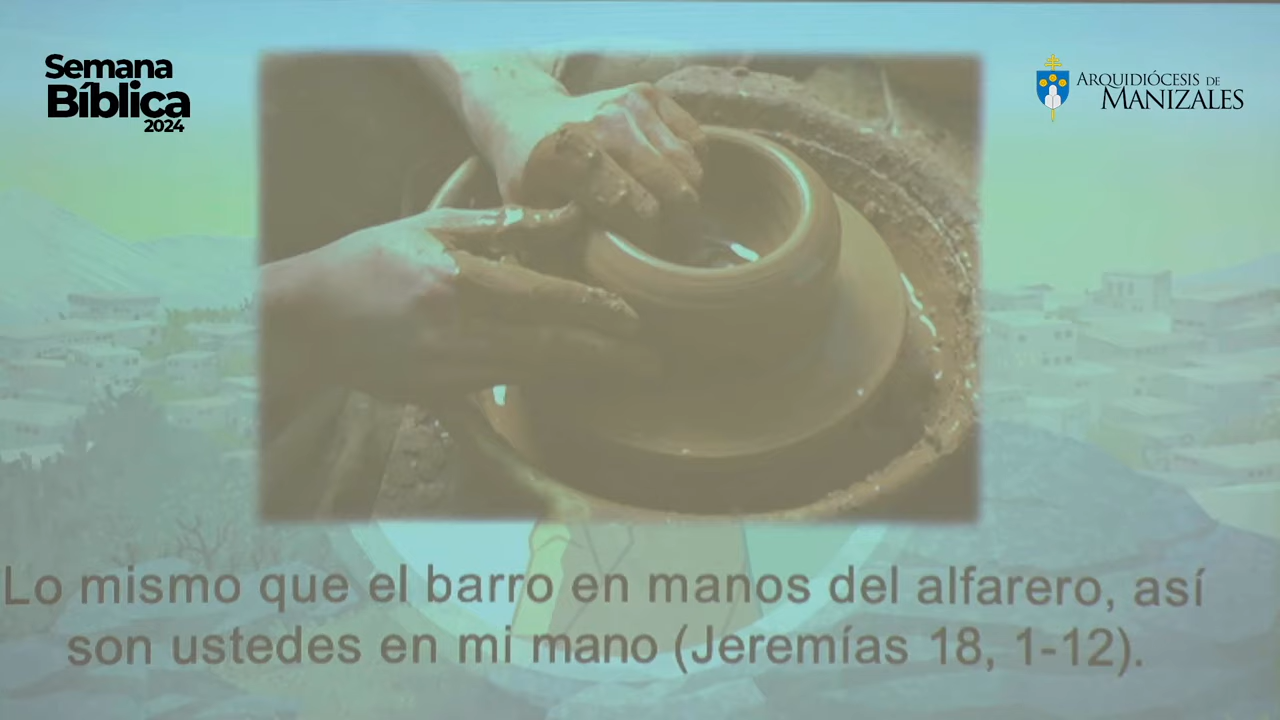 Semana
Bíblica
2024
ARQUIDIÓCESIS DE
MANIZALES
Lo mismo que el barro en manos del alfarero, así
son ustedes en mi mano (Jeremías 18, 1-12).